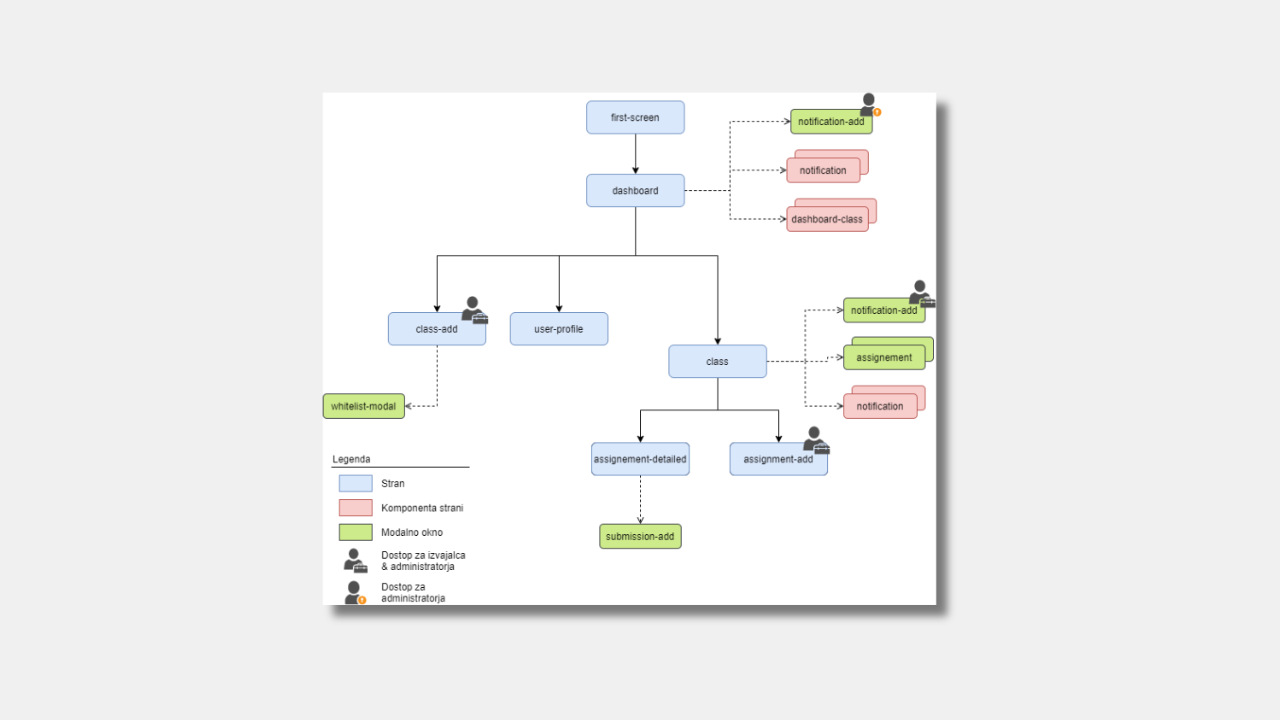 first-screen
notification-add
notification
dashboard
dashboard-class
notification-add
class-add
user-profile
assignement
class
whitelist-modal
notification
assignement-detailed
assignment-add
submission-add
Legenda
Stran
Komponenta strani
Modalno okno
Dostop za izvajalca
& administratorja
Dostop za
administratorja